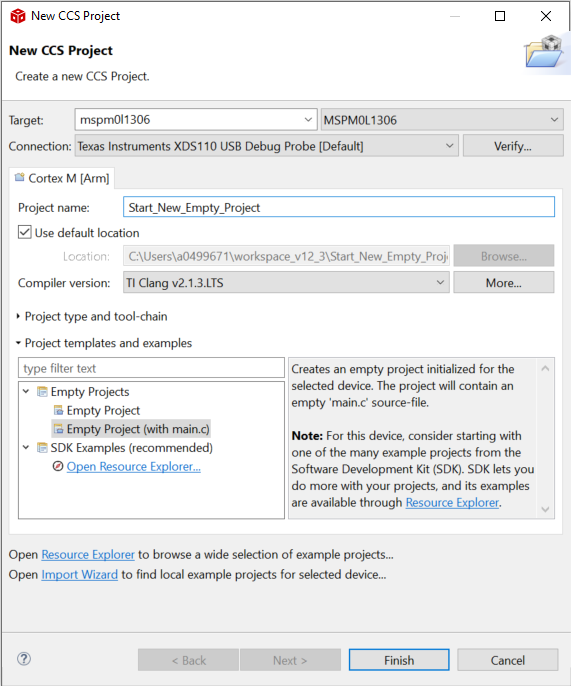 New CCS Project
New CCS Project
Create a new CCS Project.
Target: mspm0l1306 MSPM0L1306
Connection: Texas Instruments XDS110 USB Debug Probe [Default] Verify...
Cortex M [Arm]
Project name: Start_New_Empty_Project
Use default location
Location: C:\Users\a0499671\workspace_v12_3\Start_New_Empty_Proj Browse...
Compiler version: TI Clang v2.1.3.LTS More...
Project type and tool-chain
Project templates and examples
type filter text
Empty Projects
Empty Project
Empty Project (with main.c)
SDK Examples (recommended)
Open Resource Explorer...
Creates an empty project initialized for the
selected device. The project will contain an
empty 'main.c' source-file.
Note: For this device, consider starting with
one of the many example projects from the
Software Development Kit (SDK). SDK lets you
do more with your projects, and its examples
are available through Resource Explorer.
Open Resource Explorer to browse a wide selection of example projects...
Open Import Wizard to find local example projects for selected device...
? < Back Next > Finish Cancel